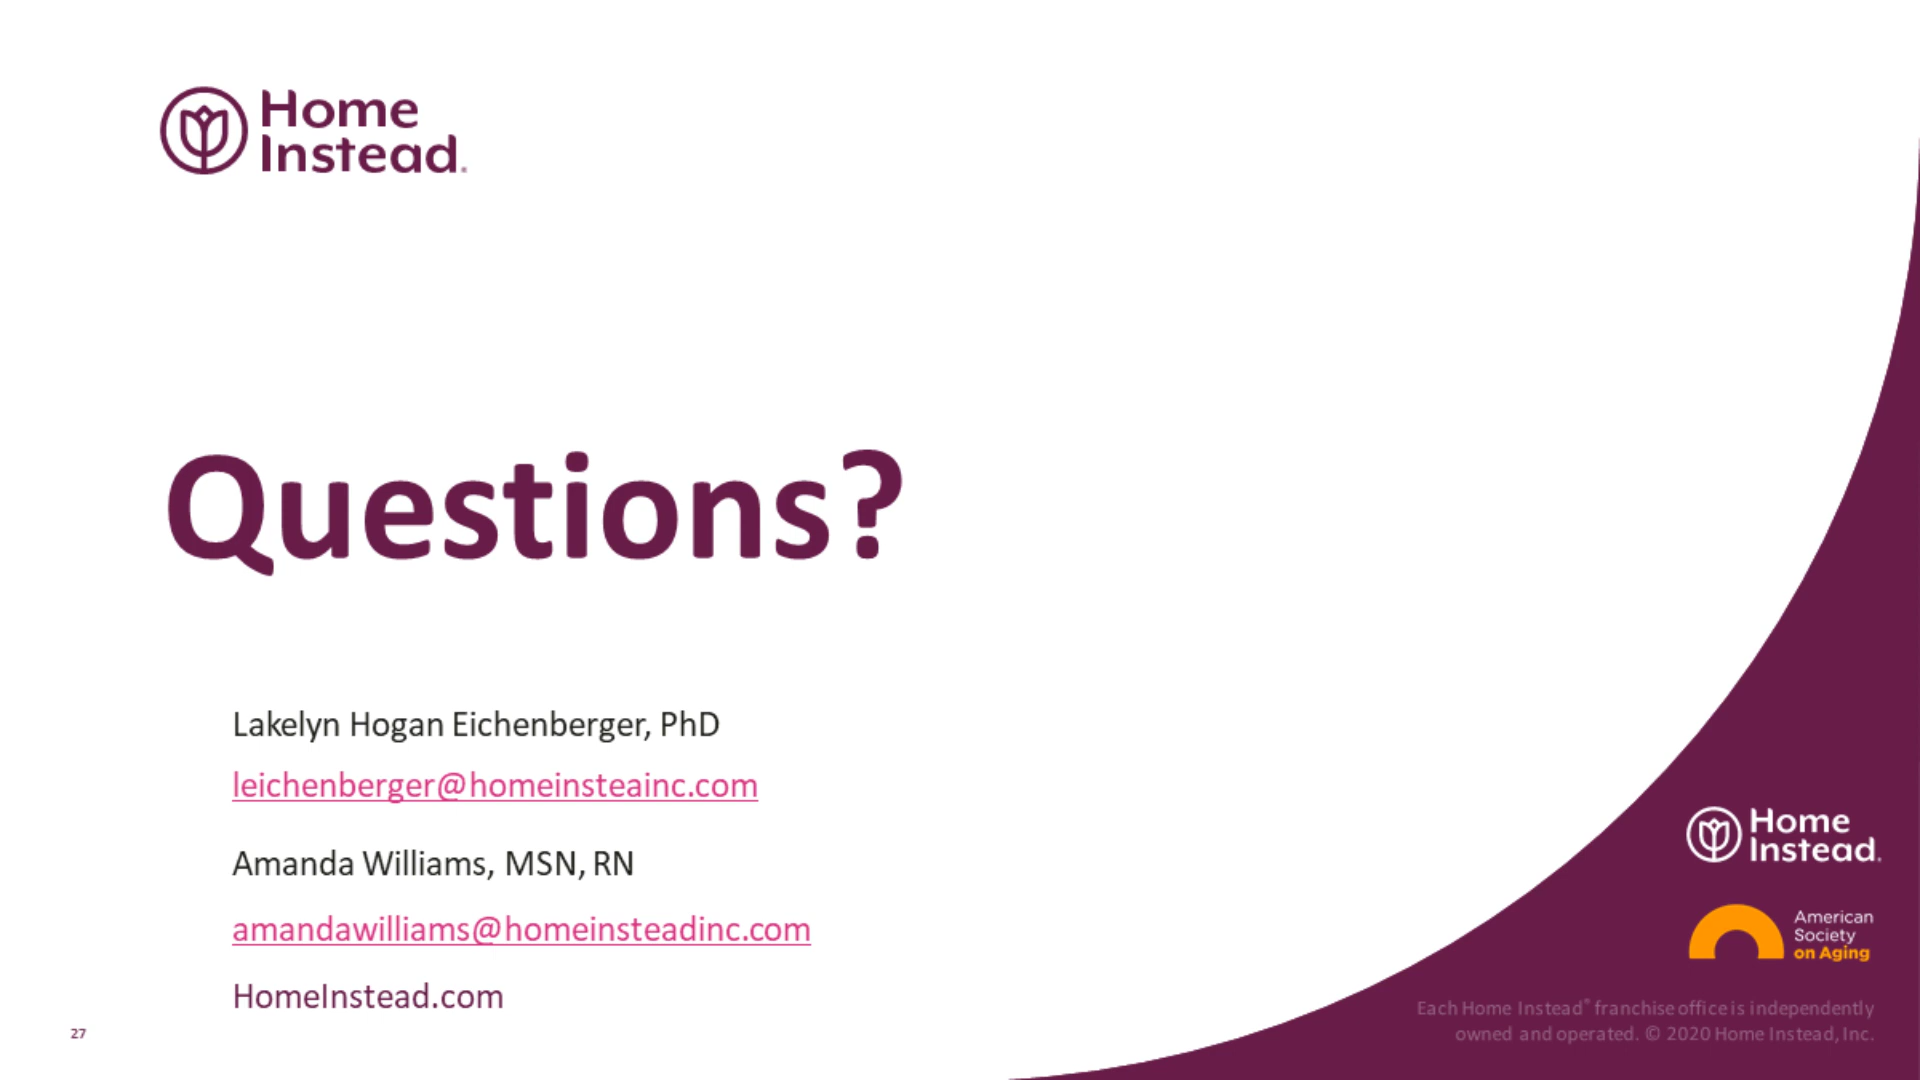 Home
Instead.
Questions?
Lakelyn Hogan Eichenberger, PhD
leichenberger@homeinsteainc.com
Amanda Williams, MSN, RN
amandawilliams@homeinsteadinc.com
HomeInstead.com
27
Home
Instead.
American
Society
on Aging
Each Home Instead® franchise office is independently
owned and operated. © 2020 Home Instead, Inc.